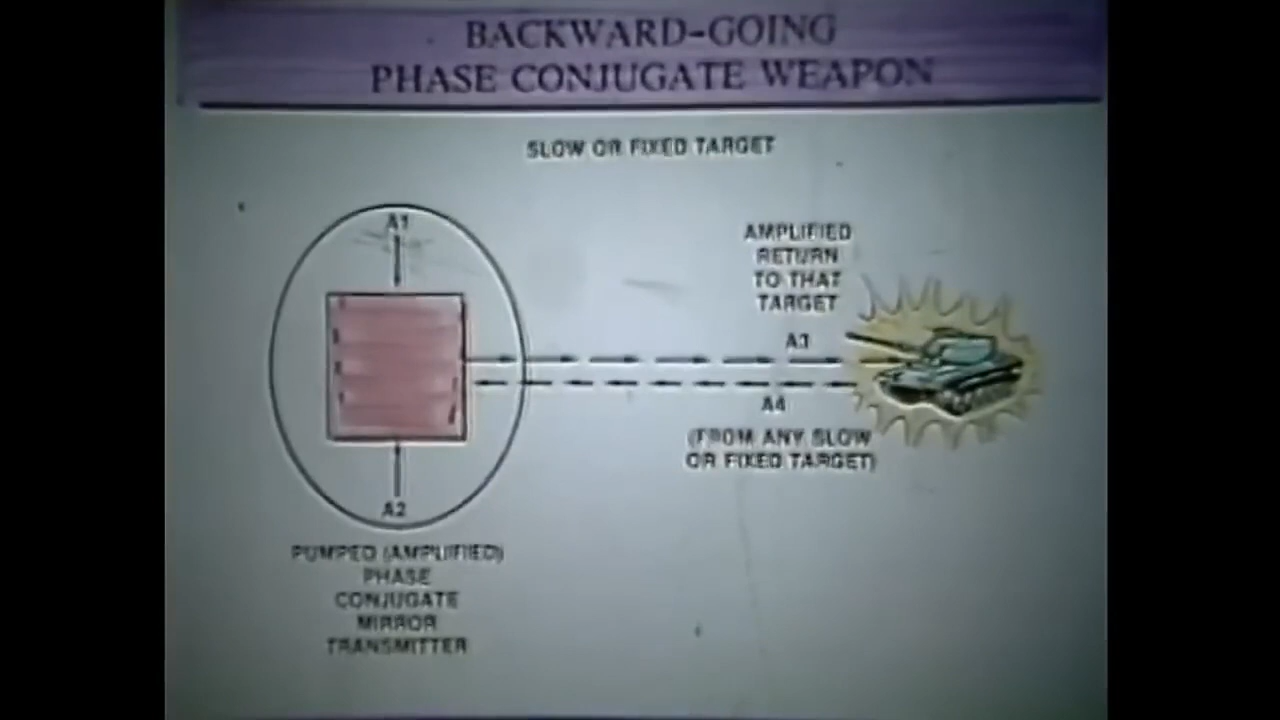 BACKWARD-GOING
PHASE CONJUGATE WEAPON
SLOW OR FIXED TARGET
A1
AMPLIFIED
RETURN
TO THAT
TARGET
A3
A4
(FROM ANY SLOW
OR FIXED TARGET)
A2
PUMPED (AMPLIFIED)
PHASE
CONJUGATE
MIRROR
TRANSMITTER